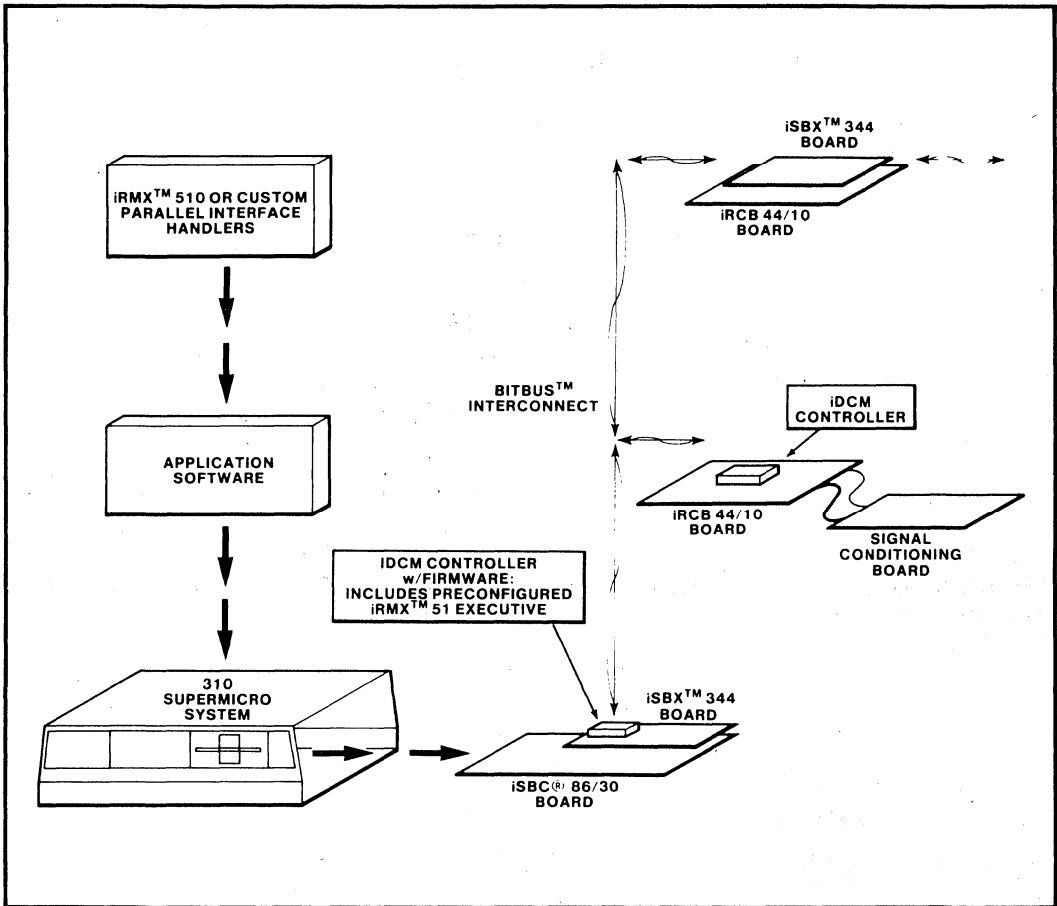 iRMX™ 510 OR CUSTOM
PARALLEL INTERFACE
HANDLERS
APPLICATION
SOFTWARE
310
SUPERMICRO
SYSTEM
iSBX™ 344
BOARD
iRCB 44/10
BOARD
BITBUS™
INTERCONNECT
iDCM
CONTROLLER
iRCB 44/10
BOARD
SIGNAL
CONDITIONING
BOARD
IDCM CONTROLLER
w/FIRMWARE:
INCLUDES PRECONFIGURED
iRMX™ 51 EXECUTIVE
iSBX™ 344
BOARD
iSBC® 86/30
BOARD